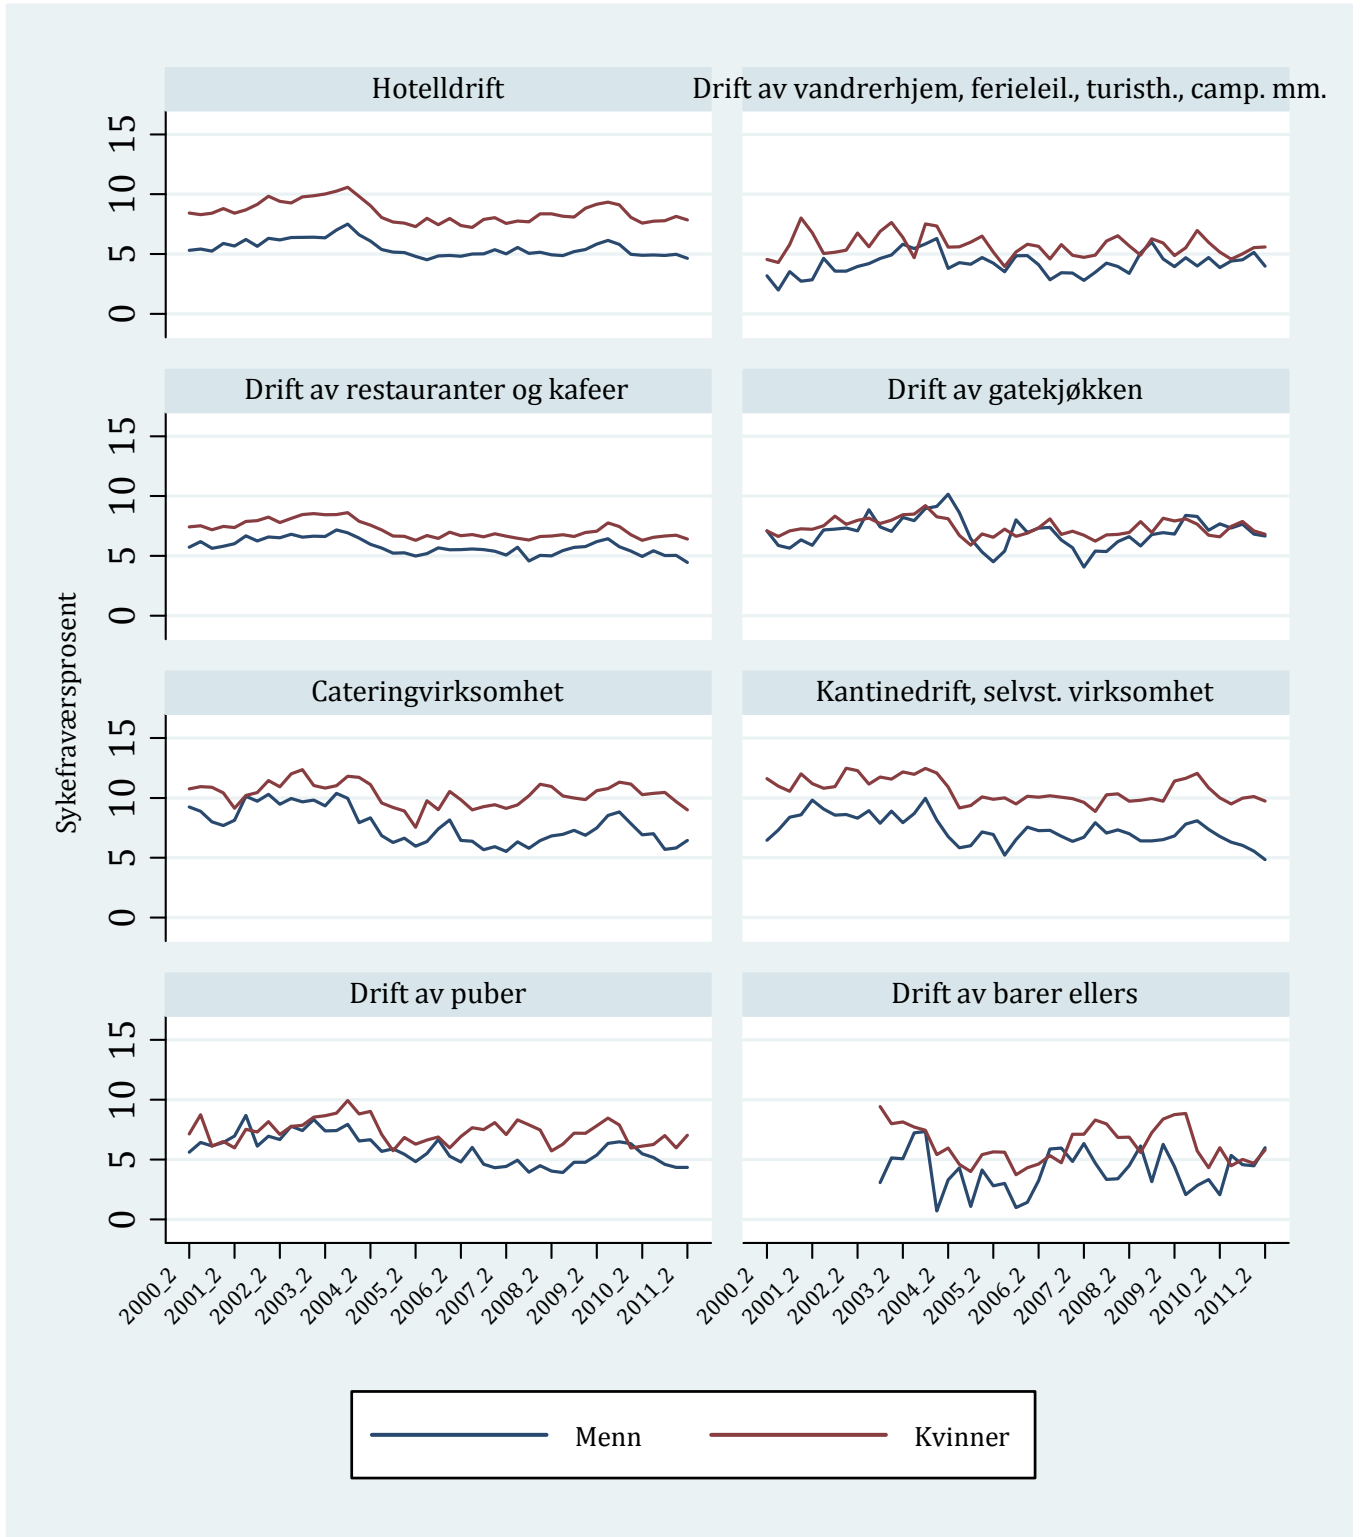 Hotelldrift
Drift av vandrerhjem, ferieleil., turisth., camp. mm.
15
10
5
0
Drift av restauranter og kafeer
Drift av gatekjøkken
15
10
5
0
Sykefraværsprosent
Cateringvirksomhet
Kantinedrift, selvst. virksomhet
15
10
5
0
Drift av puber
Drift av barer ellers
15
10
5
0
2000_2 2001_2 2002_2 2003_2 2004_2 2005_2 2006_2 2007_2 2008_2 2009_2 2010_2 2011_2
2000_2 2001_2 2002_2 2003_2 2004_2 2005_2 2006_2 2007_2 2008_2 2009_2 2010_2 2011_2
Menn Kvinner